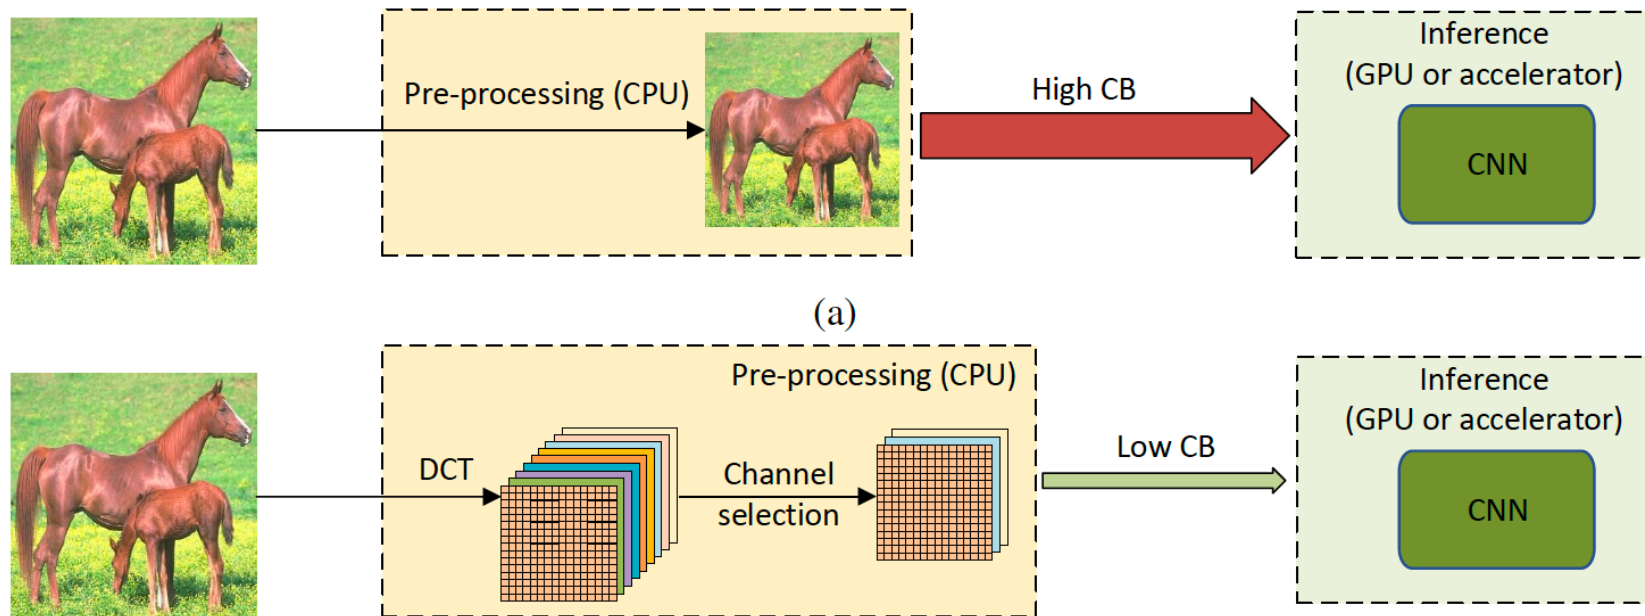 Pre-processing (CPU)
High CB
Inference
(GPU or accelerator)
CNN
(a)
Pre-processing (CPU)
DCT
Channel
selection
Low CB
Inference
(GPU or accelerator)
CNN